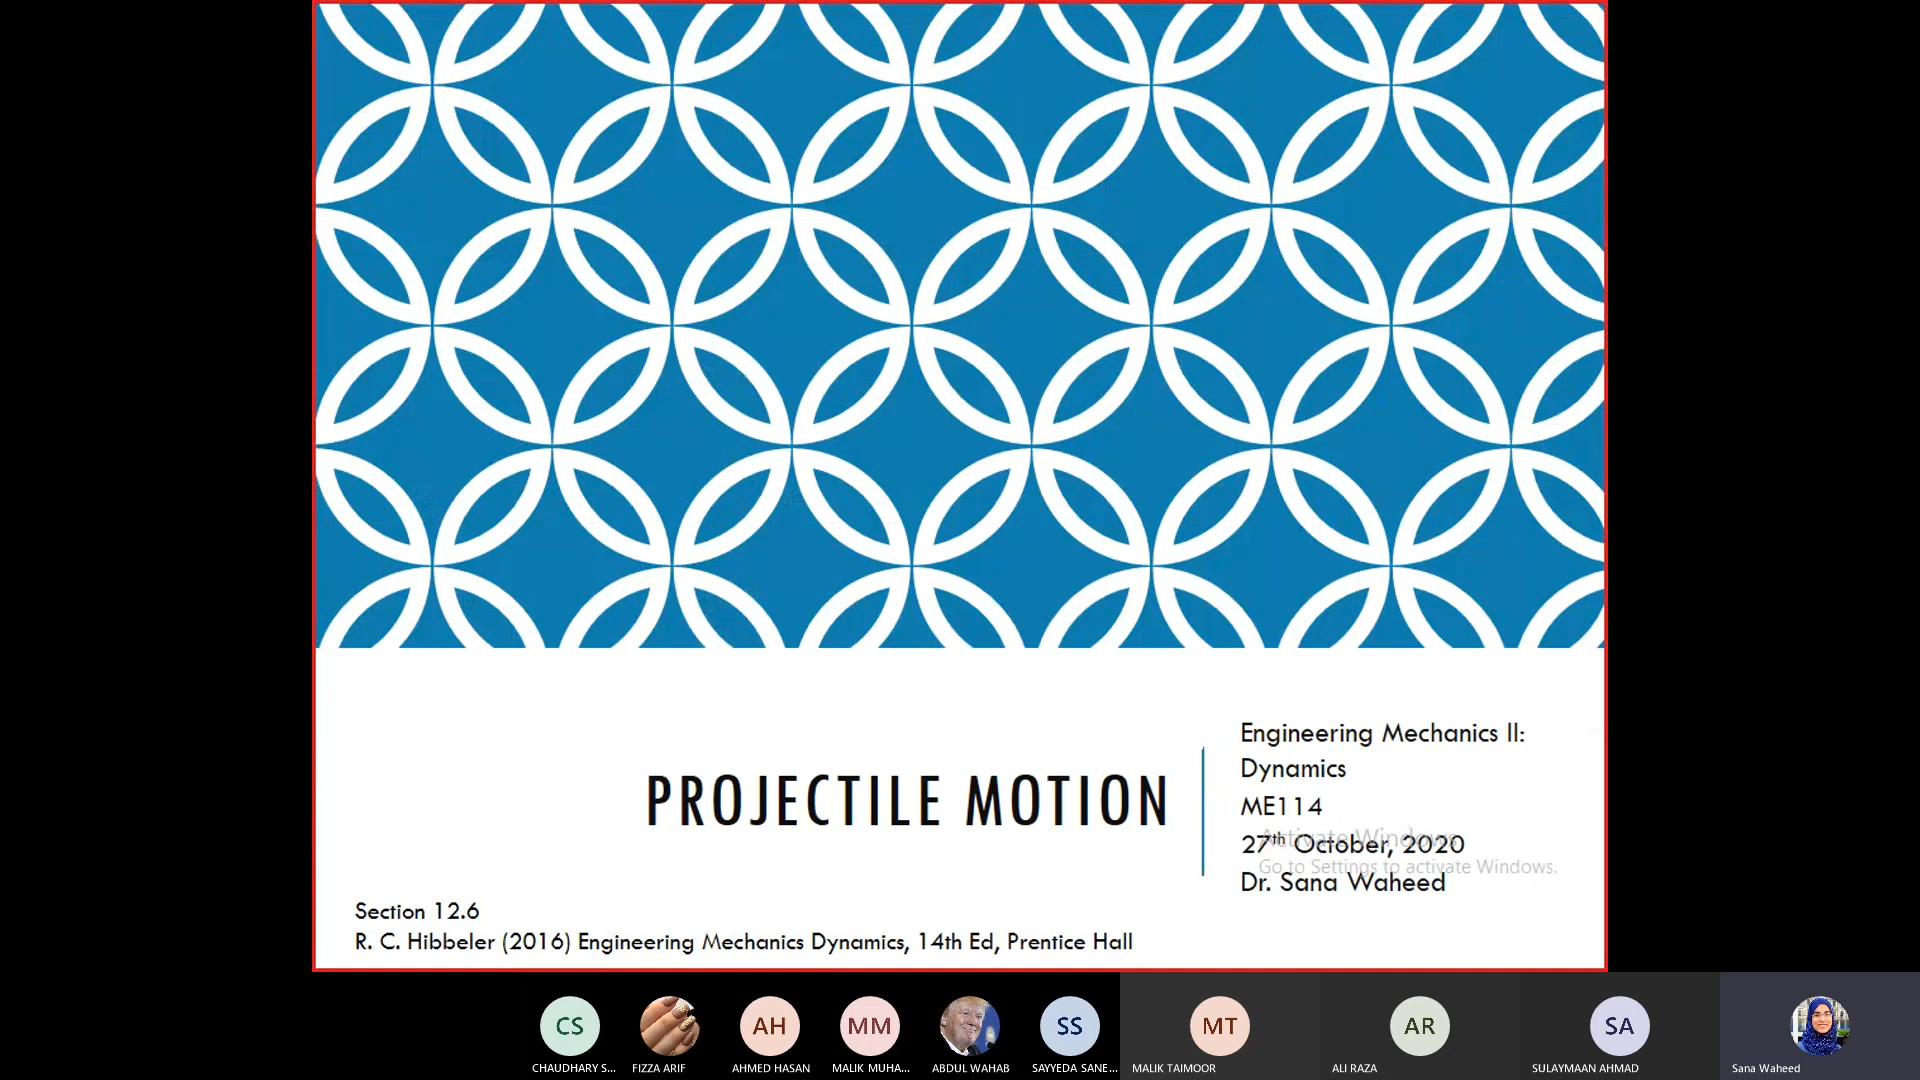 PROJECTILE MOTION
Engineering Mechanics II:
Dynamics
ME114
27th October, 2020
Dr. Sana Waheed
Activate Windows
Go to Settings to activate Windows.
Section 12.6
R. C. Hibbeler (2016) Engineering Mechanics Dynamics, 14th Ed, Prentice Hall
CS
AH
MM
SS
MT
AR
SA
CHAUDHARY S...
FIZZA ARIF
AHMED HASAN
MALIK MUHA...
ABDUL WAHAB
SAYYEDA SANE...
MALIK TAIMOOR
ALI RAZA
SULAYMAAN AHMAD
Sana Waheed